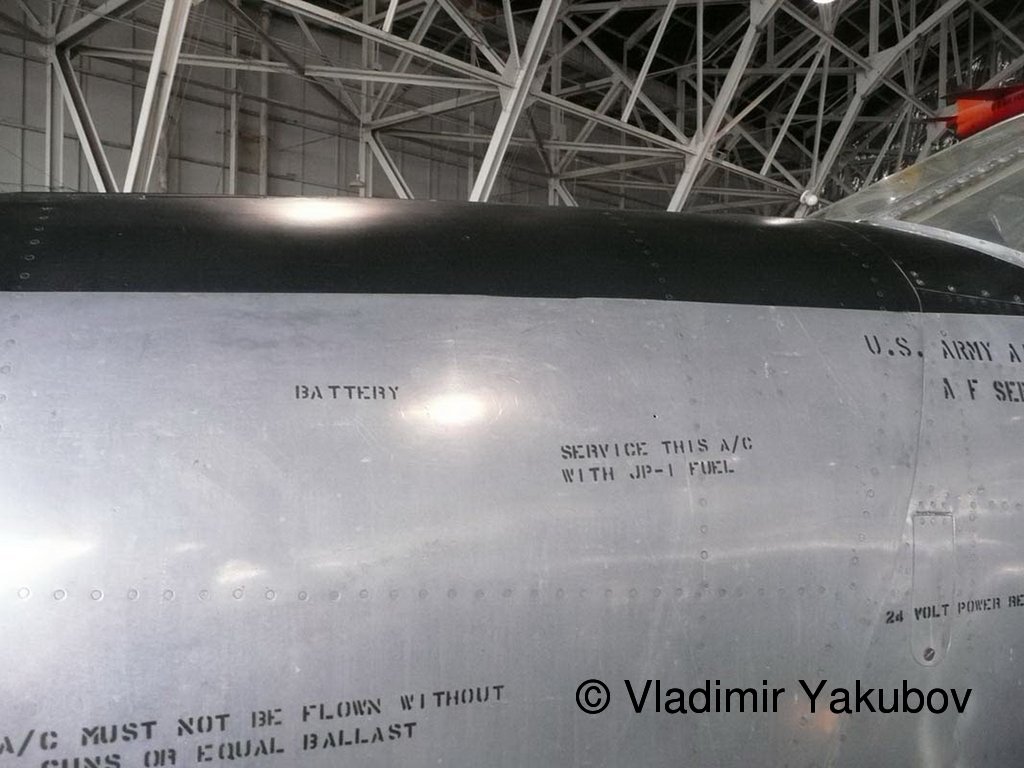 U.S. ARMY A
A F SE
BATTERY
SERVICE THIS A/C
WITH JP-1 FUEL
24 VOLT POWER RE
A/C MUST NOT BE FLOWN WITHOUT
GUNS OR EQUAL BALLAST
© Vladimir Yakubov